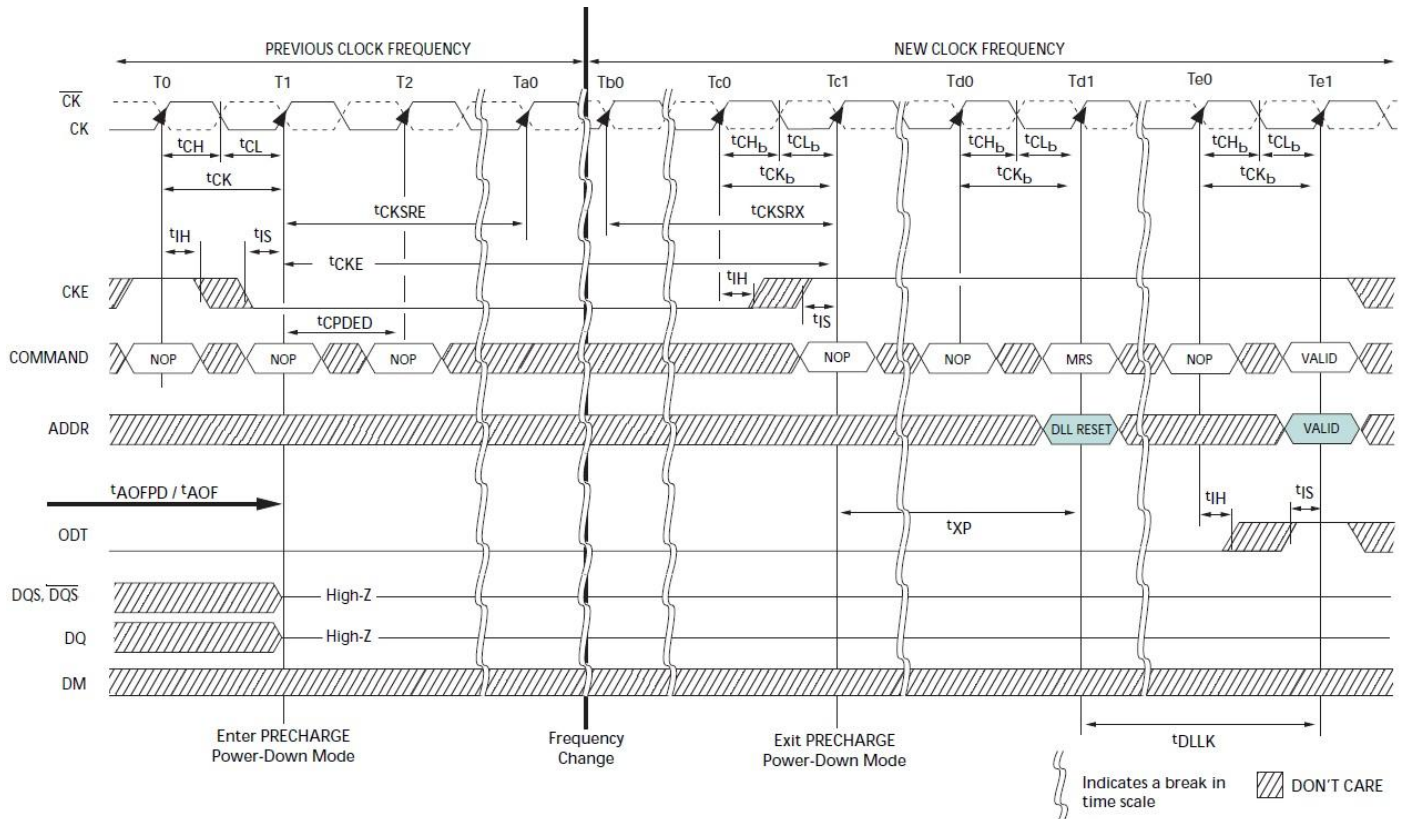 PREVIOUS CLOCK FREQUENCY NEW CLOCK FREQUENCY
T0 T1 T2 Ta0 Tb0 Tc0 Tc1 Td0 Td1 Te0 Te1
CK
CK
tCH tCL tCHb tCLb tCHb tCLb tCHb tCLb
tCK tCKb tCKb tCKb
tCKSRE tCKSRX
tIH tIS
tCKE
tIH
CKE
tIS
tCPDED
COMMAND NOP NOP NOP NOP NOP MRS NOP VALID
ADDR DLL RESET VALID
tAOFPD / tAOF
tIH tIS
tXP
ODT
DQS, DQS High-Z
DQ High-Z
DM
Enter PRECHARGE
Power-Down Mode
Frequency
Change
Exit PRECHARGE
Power-Down Mode
tDLLK
Indicates a break in
time scale
DON'T CARE